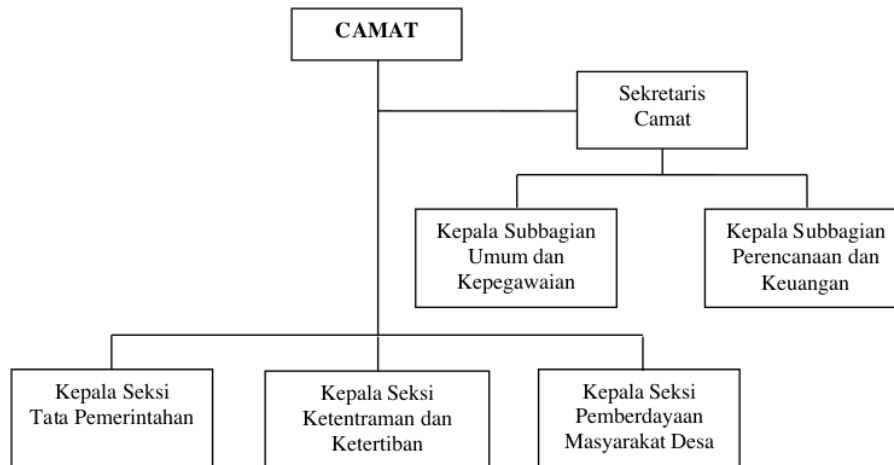 CAMAT
Sekretaris
Camat
Kepala Subbagian
Umum dan
Kepegawaian
Kepala Subbagian
Perencanaan dan
Keuangan
Kepala Seksi
Tata Pemerintahan
Kepala Seksi
Ketentraman dan
Ketertiban
Kepala Seksi
Pemberdayaan
Masyarakat Desa